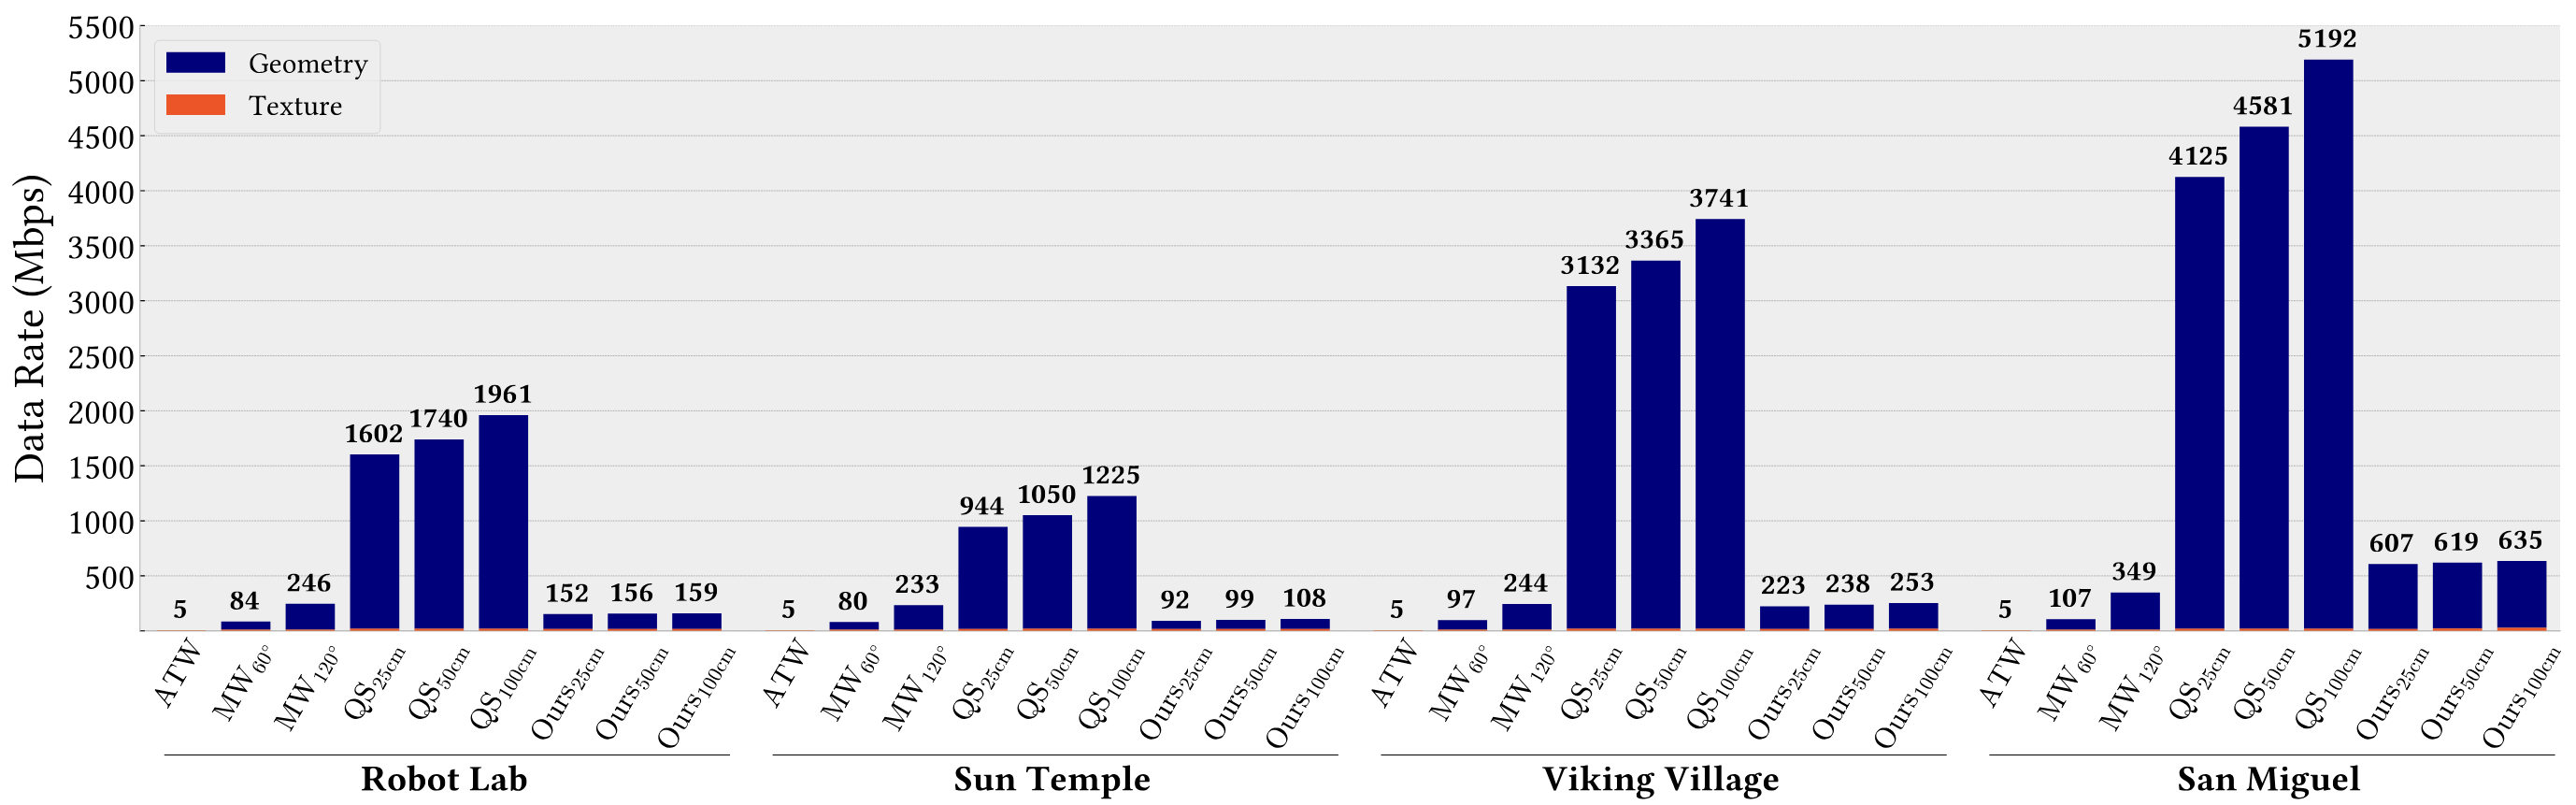 5500
5000
4500
4000
3500
3000
2500
2000
1500
1000
500
Data Rate (Mbps)
Geometry
Texture
5 84 246 1602 1740 1961 152 156 159
5 80 233 944 1050 1225 92 99 108
5 97 244 3132 3365 3741 223 238 253
5 107 349 4125 4581 5192 607 619 635
ATW MW60° MW120° QS25cm QS50cm QS100cm Ours25cm Ours50cm Ours100cm
ATW MW60° MW120° QS25cm QS50cm QS100cm Ours25cm Ours50cm Ours100cm
ATW MW60° MW120° QS25cm QS50cm QS100cm Ours25cm Ours50cm Ours100cm
ATW MW60° MW120° QS25cm QS50cm QS100cm Ours25cm Ours50cm Ours100cm
Robot Lab
Sun Temple
Viking Village
San Miguel